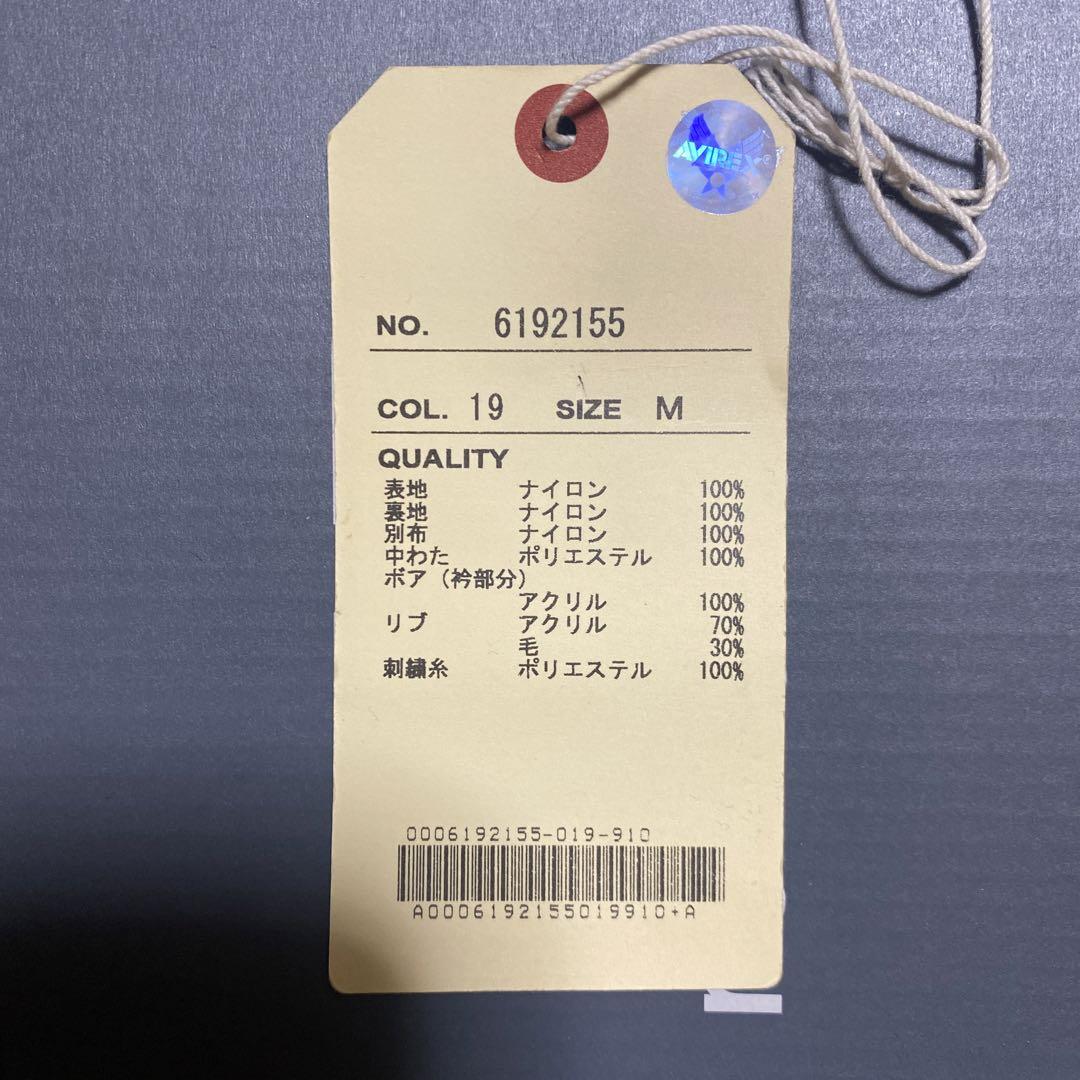 AVIREX®
NO. 6192155
COL. 19 SIZE M
QUALITY
表地 ナイロン 100%
裏地 ナイロン 100%
別布 ナイロン 100%
中わた ポリエステル 100%
ボア（衿部分）
アクリル 100%
リブ アクリル 70%
毛 30%
刺繍糸 ポリエステル 100%
0006192155-019-910
A0006192155019910+A